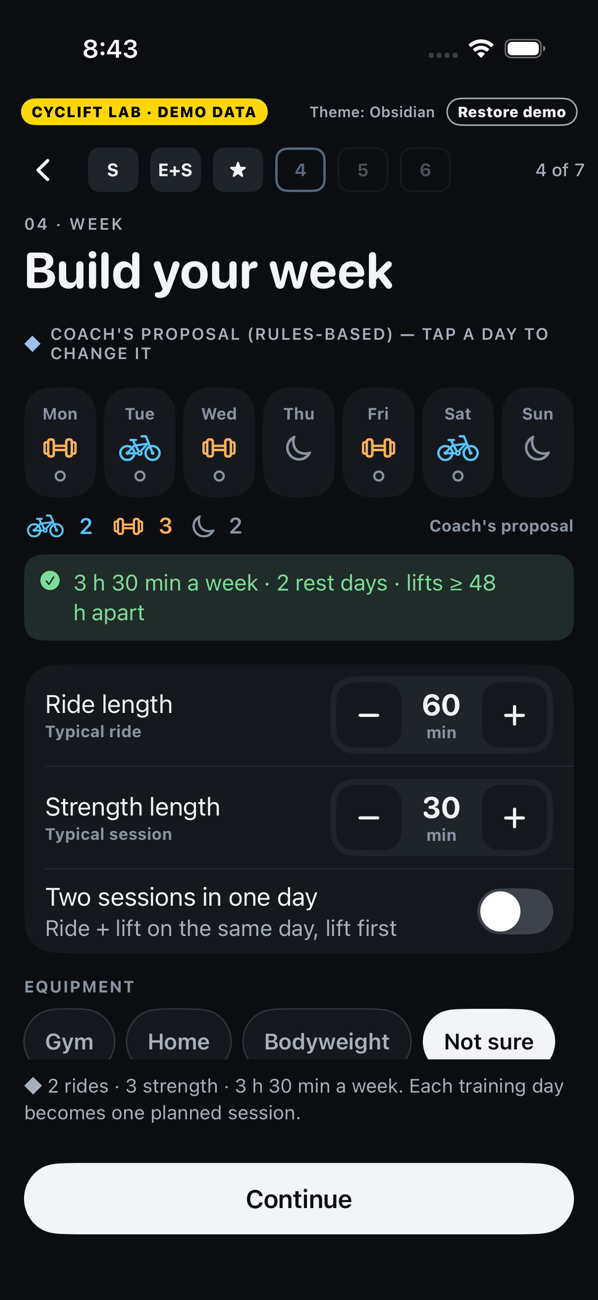 8:43
CYCLIFT LAB · DEMO DATA
Theme: Obsidian
Restore demo
S
E+S
4
5
6
4 of 7
04 · WEEK
Build your week
COACH'S PROPOSAL (RULES-BASED) — TAP A DAY TO
CHANGE IT
Mon
Tue
Wed
Thu
Fri
Sat
Sun
2
3
2
Coach's proposal
3 h 30 min a week · 2 rest days · lifts ≥ 48
h apart
Ride length
Typical ride
60
min
Strength length
Typical session
30
min
Two sessions in one day
Ride + lift on the same day, lift first
EQUIPMENT
Gym
Home
Bodyweight
Not sure
2 rides · 3 strength · 3 h 30 min a week. Each training day
becomes one planned session.
Continue